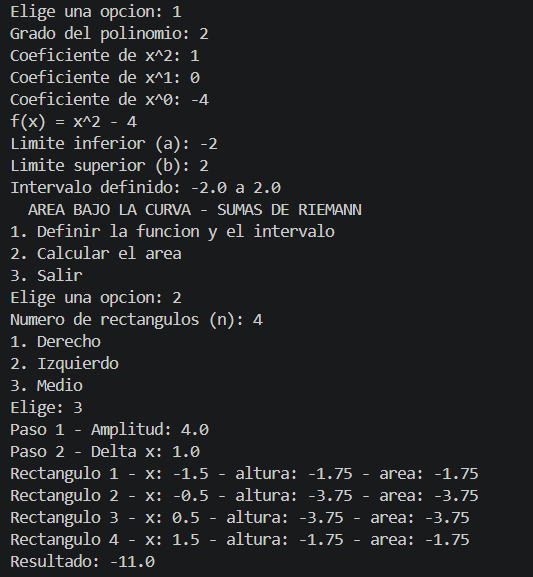 Elige una opcion: 1
Grado del polinomio: 2
Coeficiente de x^2: 1
Coeficiente de x^1: 0
Coeficiente de x^0: -4
f(x) = x^2 - 4
Limite inferior (a): -2
Limite superior (b): 2
Intervalo definido: -2.0 a 2.0
  AREA BAJO LA CURVA - SUMAS DE RIEMANN
1. Definir la funcion y el intervalo
2. Calcular el area
3. Salir
Elige una opcion: 2
Numero de rectangulos (n): 4
1. Derecho
2. Izquierdo
3. Medio
Elige: 3
Paso 1 - Amplitud: 4.0
Paso 2 - Delta x: 1.0
Rectangulo 1 - x: -1.5 - altura: -1.75 - area: -1.75
Rectangulo 2 - x: -0.5 - altura: -3.75 - area: -3.75
Rectangulo 3 - x: 0.5 - altura: -3.75 - area: -3.75
Rectangulo 4 - x: 1.5 - altura: -1.75 - area: -1.75
Resultado: -11.0